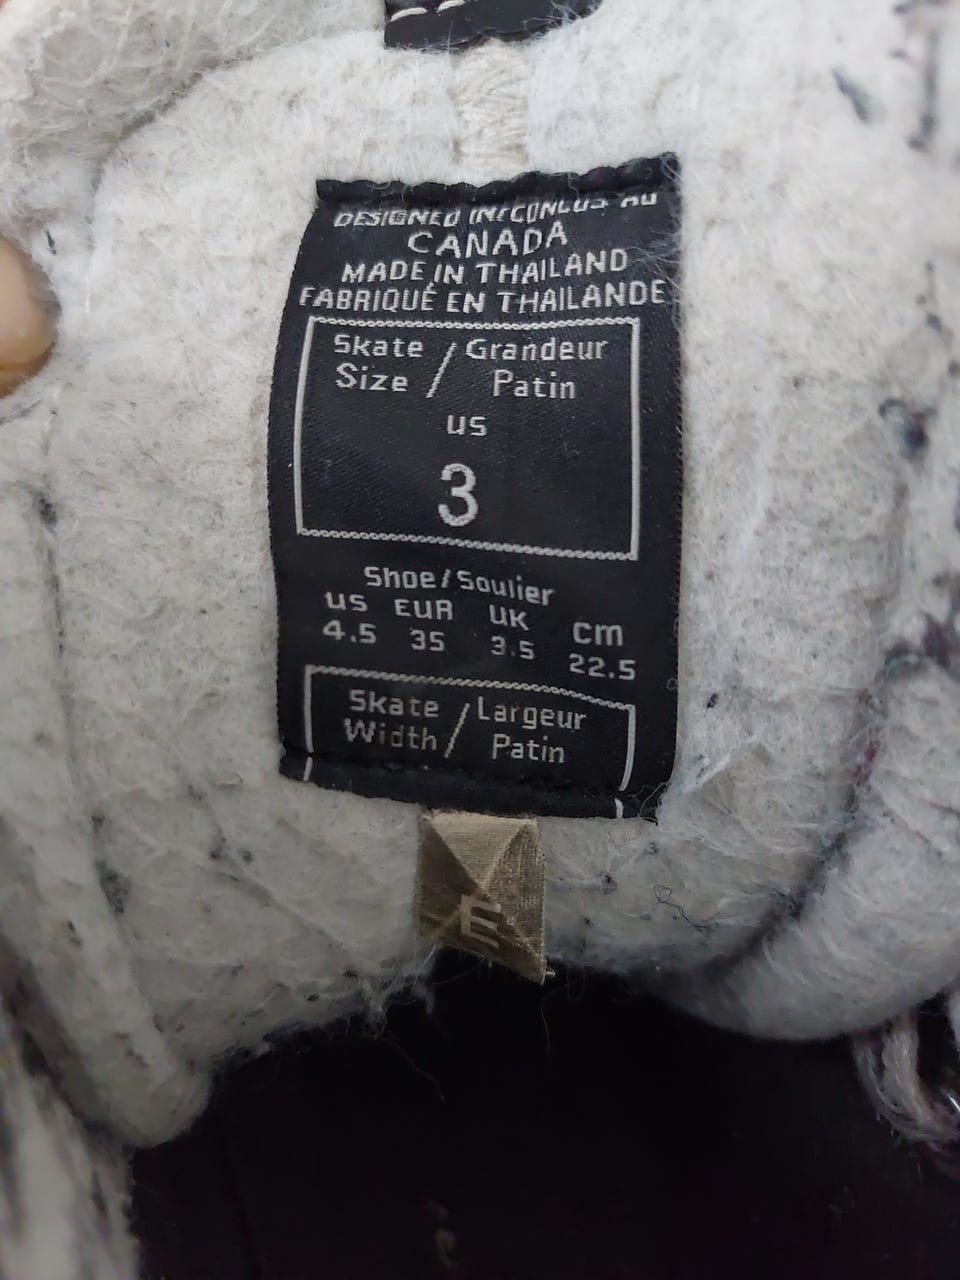 DESIGNED IN/CONÇUS AU
CANADA
MADE IN THAILAND
FABRIQUÉ EN THAILANDE
Skate Size / Grandeur Patin
US
3
Shoe/Soulier
US EUR UK cm
4.5 35 3.5 22.5
Skate Width / Largeur Patin
E